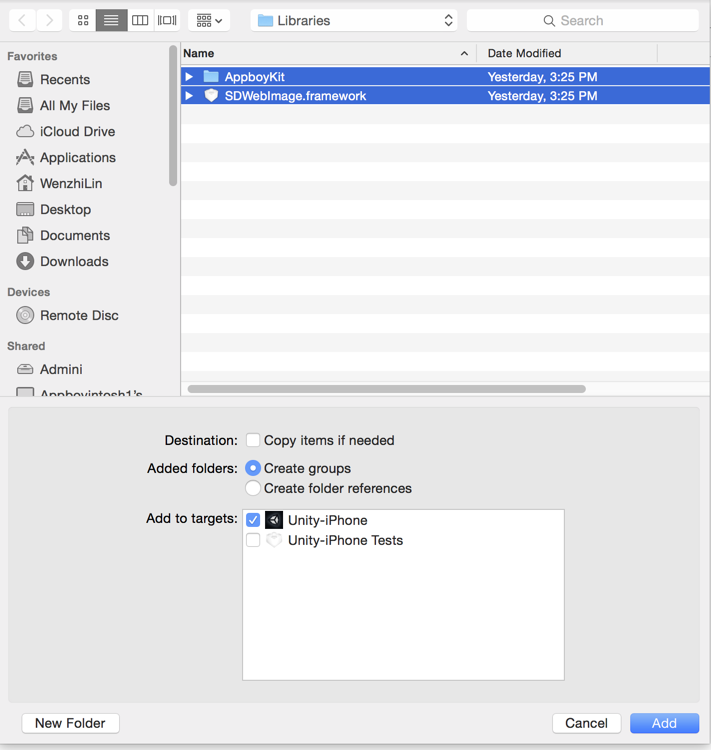 Libraries
Search
Favorites
Recents
All My Files
iCloud Drive
Applications
WenzhiLin
Desktop
Documents
Downloads
Devices
Remote Disc
Shared
Admini
Appboyintosh1's
Name Date Modified
AppboyKit Yesterday, 3:25 PM
SDWebImage.framework Yesterday, 3:25 PM
Destination: Copy items if needed
Added folders: Create groups
Create folder references
Add to targets: Unity-iPhone
Unity-iPhone Tests
New Folder Cancel Add